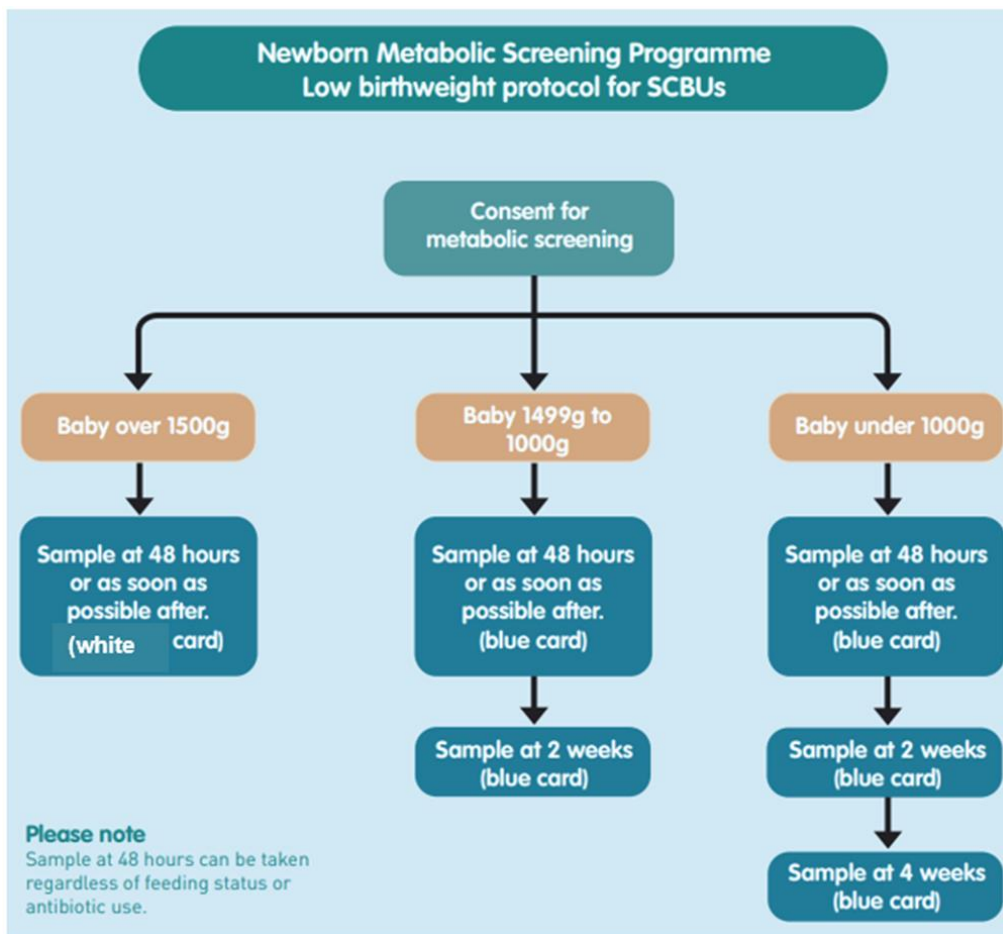 Newborn Metabolic Screening Programme
Low birthweight protocol for SCBUs
Consent for
metabolic screening
Baby over 1500g
Sample at 48 hours
or as soon as
possible after.
(white card)
Baby 1499g to
1000g
Sample at 48 hours
or as soon as
possible after.
(blue card)
Sample at 2 weeks
(blue card)
Baby under 1000g
Sample at 48 hours
or as soon as
possible after.
(blue card)
Sample at 2 weeks
(blue card)
Sample at 4 weeks
(blue card)
Please note
Sample at 48 hours can be taken
regardless of feeding status or
antibiotic use.